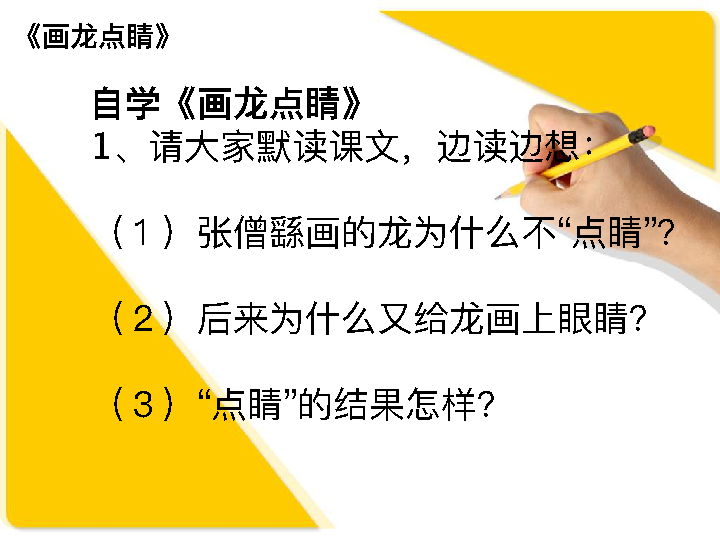 《画龙点睛》
自学《画龙点睛》
1、请大家默读课文，边读边想：
（1）张僧繇画的龙为什么不“点睛”？
（2）后来为什么又给龙画上眼睛？
（3）“点睛”的结果怎样？